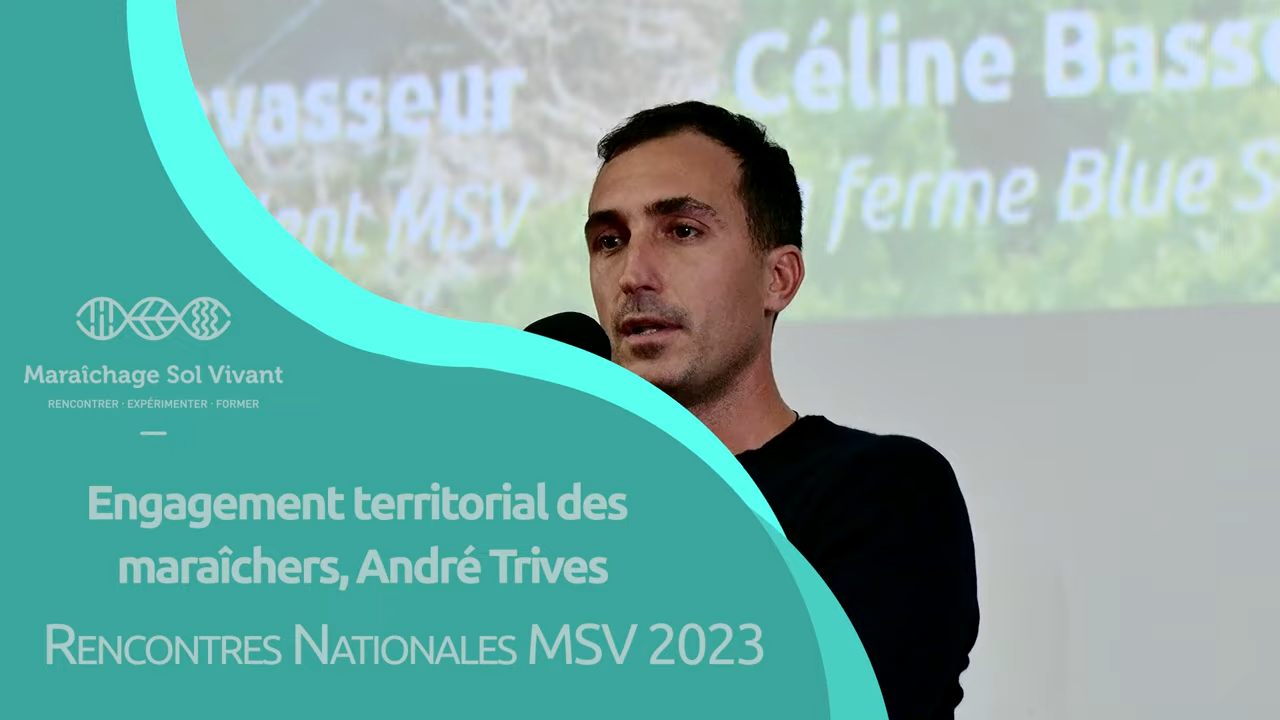 vasseur
Céline Basse
ent MSV
ferme Blue S
Maraîchage Sol Vivant
RENCONTRER · EXPÉRIMENTER · FORMER
Engagement territorial des
maraîchers, André Trives
RENCONTRES NATIONALES MSV 2023